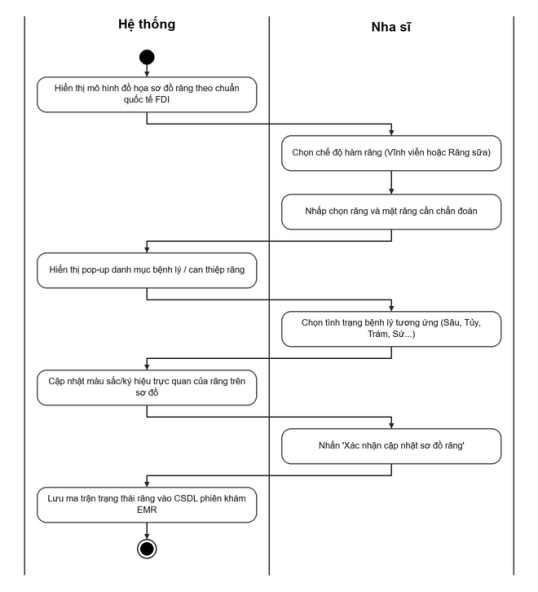 Hệ thống
Nha sĩ
Hiển thị mô hình đồ họa sơ đồ răng theo chuẩn
quốc tế FDI
Chọn chế độ hàm răng (Vĩnh viễn hoặc Răng sữa)
Nhấp chọn răng và mặt răng cần chẩn đoán
Hiển thị pop-up danh mục bệnh lý / can thiệp răng
Chọn tình trạng bệnh lý tương ứng (Sâu, Tủy,
Trám, Sứ...)
Cập nhật màu sắc/ký hiệu trực quan của răng trên
sơ đồ
Nhấn 'Xác nhận cập nhật sơ đồ răng'
Lưu ma trận trạng thái răng vào CSDL phiên khám
EMR